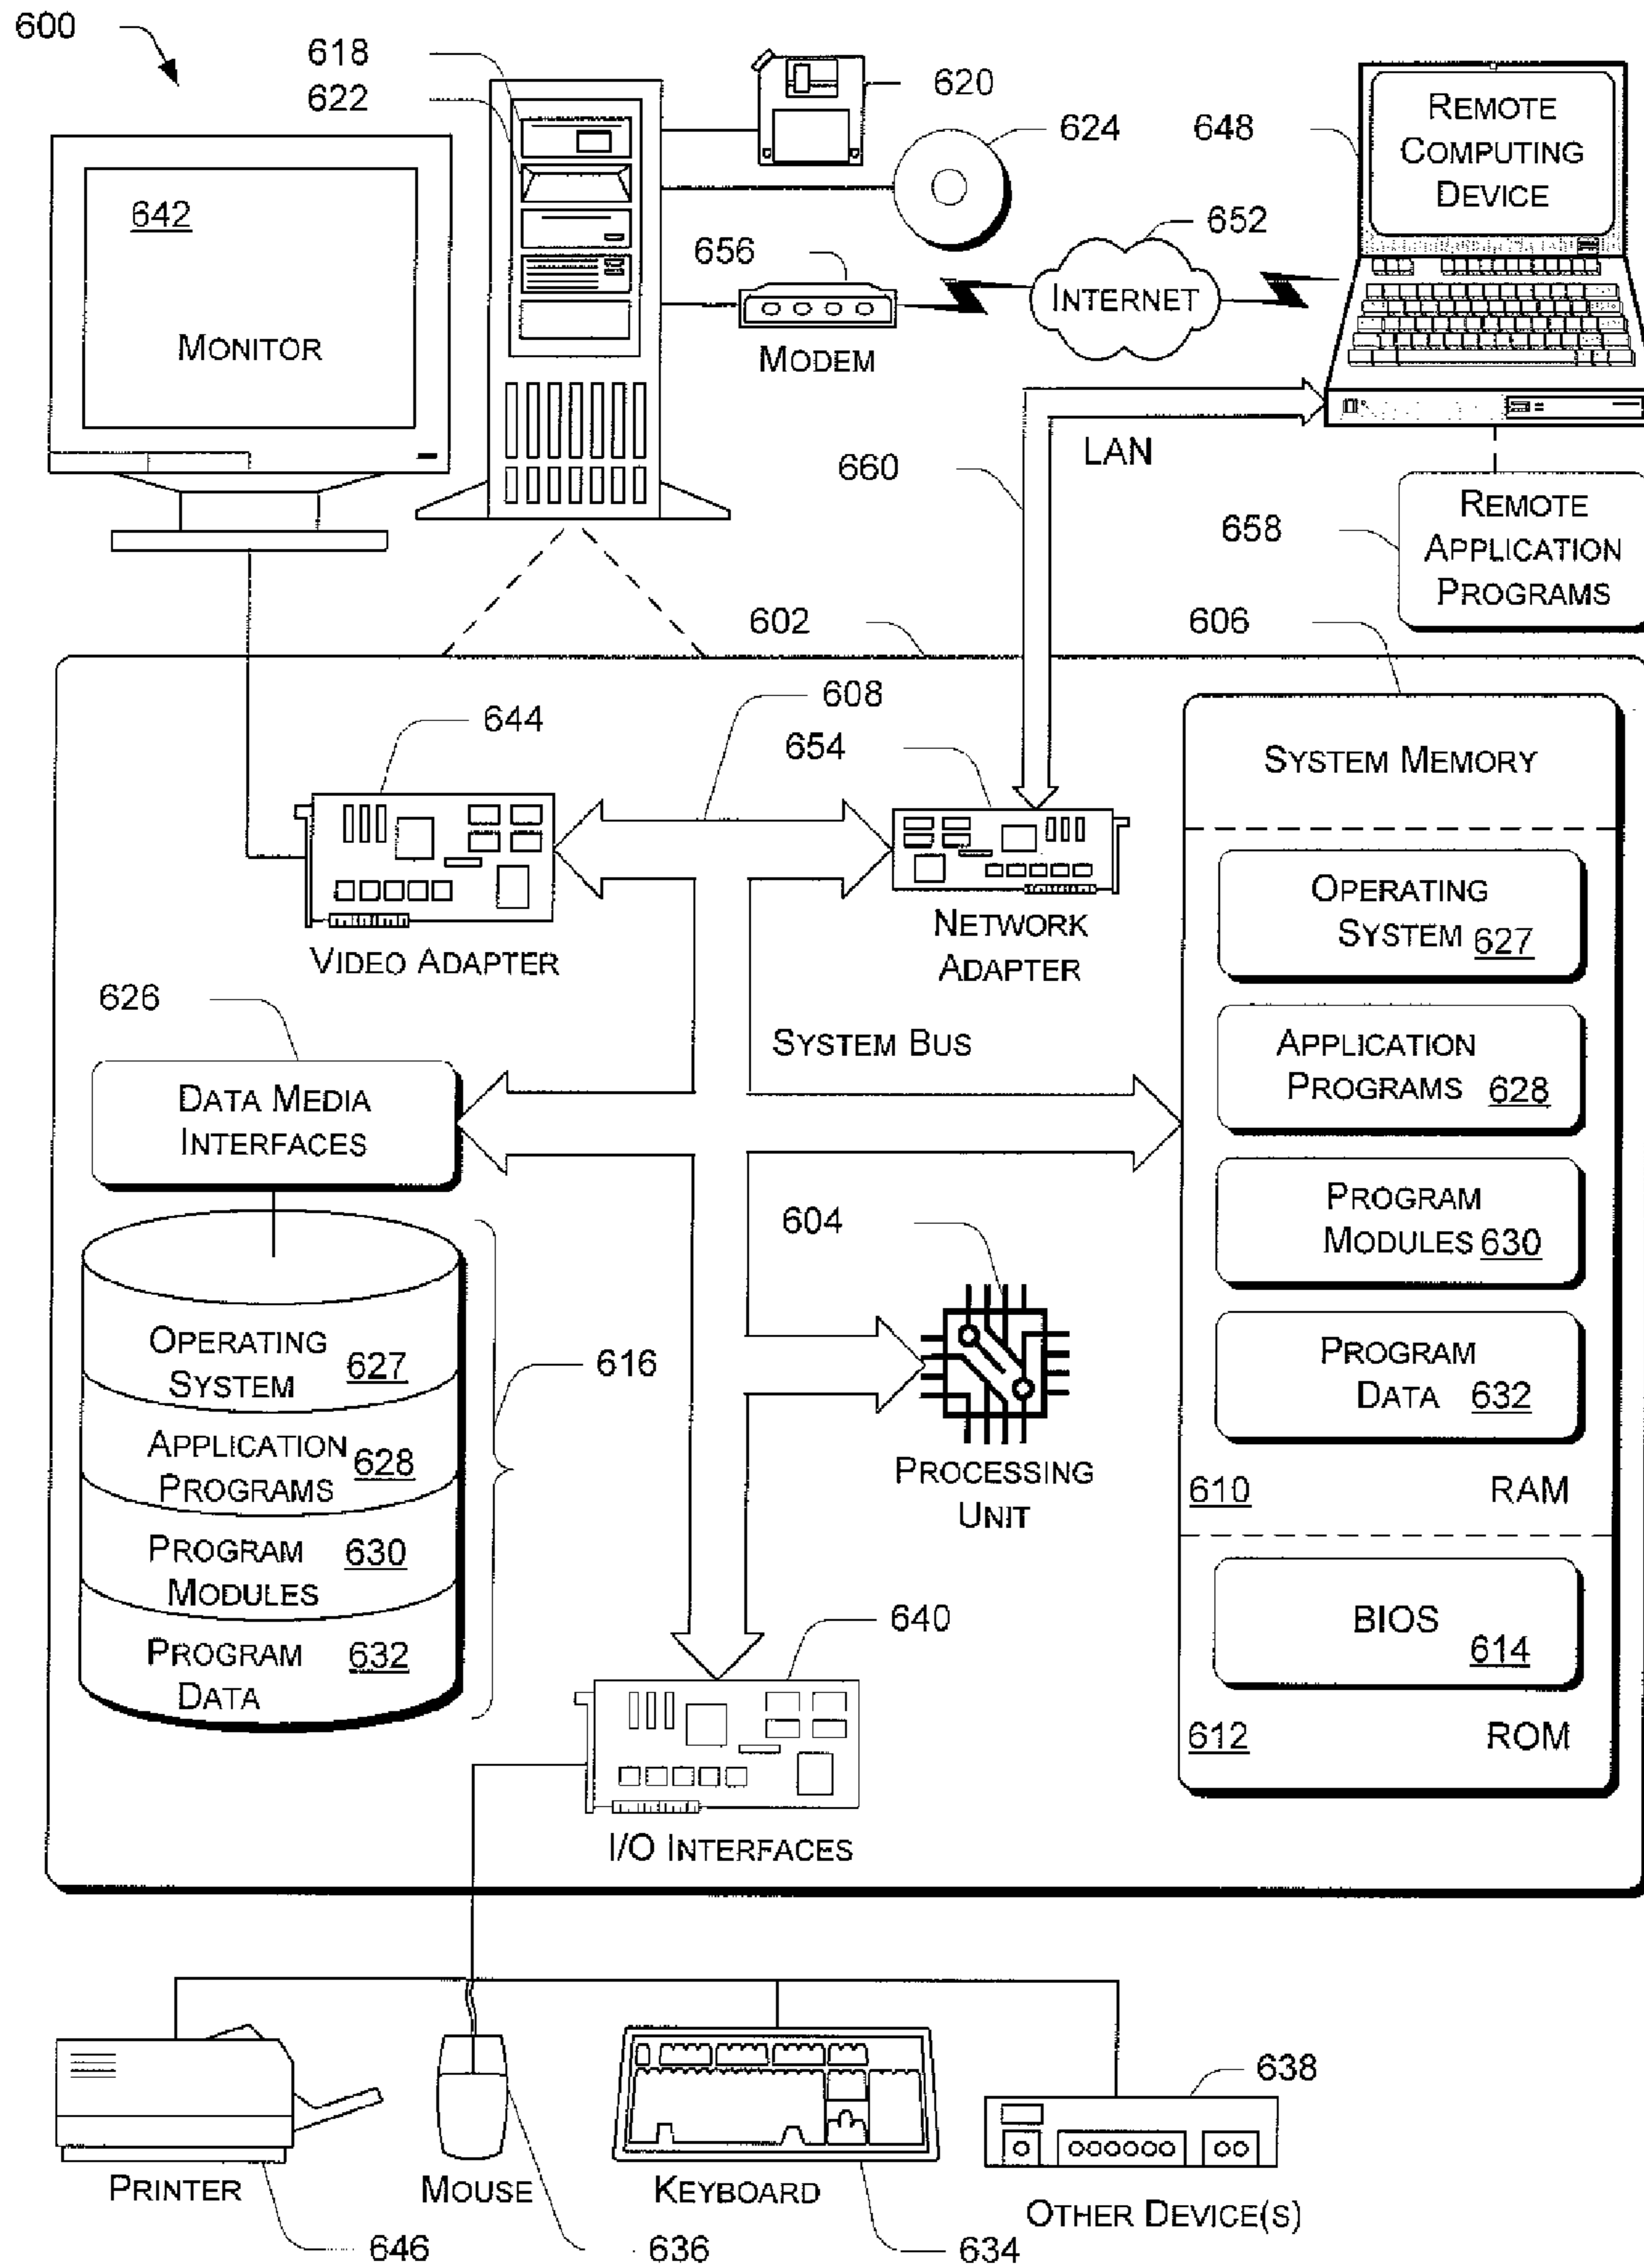 600
618
622
620
624
648
REMOTE
COMPUTING
DEVICE
642
MONITOR
656
MODEM
652
INTERNET
660
LAN
658
REMOTE
APPLICATION
PROGRAMS
602
606
608
644
654
VIDEO ADAPTER
NETWORK
ADAPTER
SYSTEM MEMORY
OPERATING
SYSTEM 627
APPLICATION
PROGRAMS 628
PROGRAM
MODULES 630
PROGRAM
DATA 632
610 RAM
BIOS
614
612 ROM
626
DATA MEDIA
INTERFACES
SYSTEM BUS
604
PROCESSING
UNIT
OPERATING
SYSTEM 627
APPLICATION
PROGRAMS 628
PROGRAM
MODULES 630
PROGRAM
DATA 632
616
640
I/O INTERFACES
PRINTER
646
MOUSE
636
KEYBOARD
634
638
OTHER DEVICE(S)